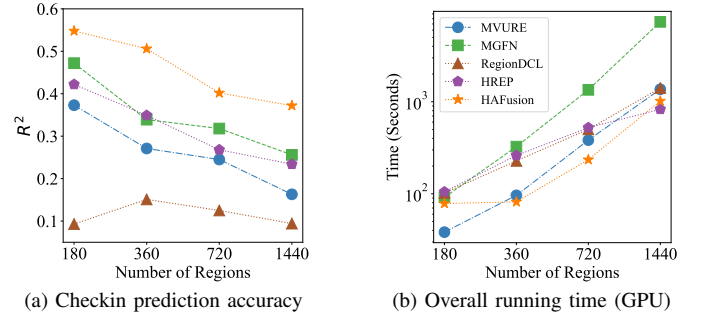 0.6
0.5
0.4
0.3
0.2
0.1
R²
180 360 720 1440
Number of Regions
(a) Checkin prediction accuracy
MVURE
MGFN
RegionDCL
HREP
HAFusion
10³
10²
Time (Seconds)
180 360 720 1440
Number of Regions
(b) Overall running time (GPU)